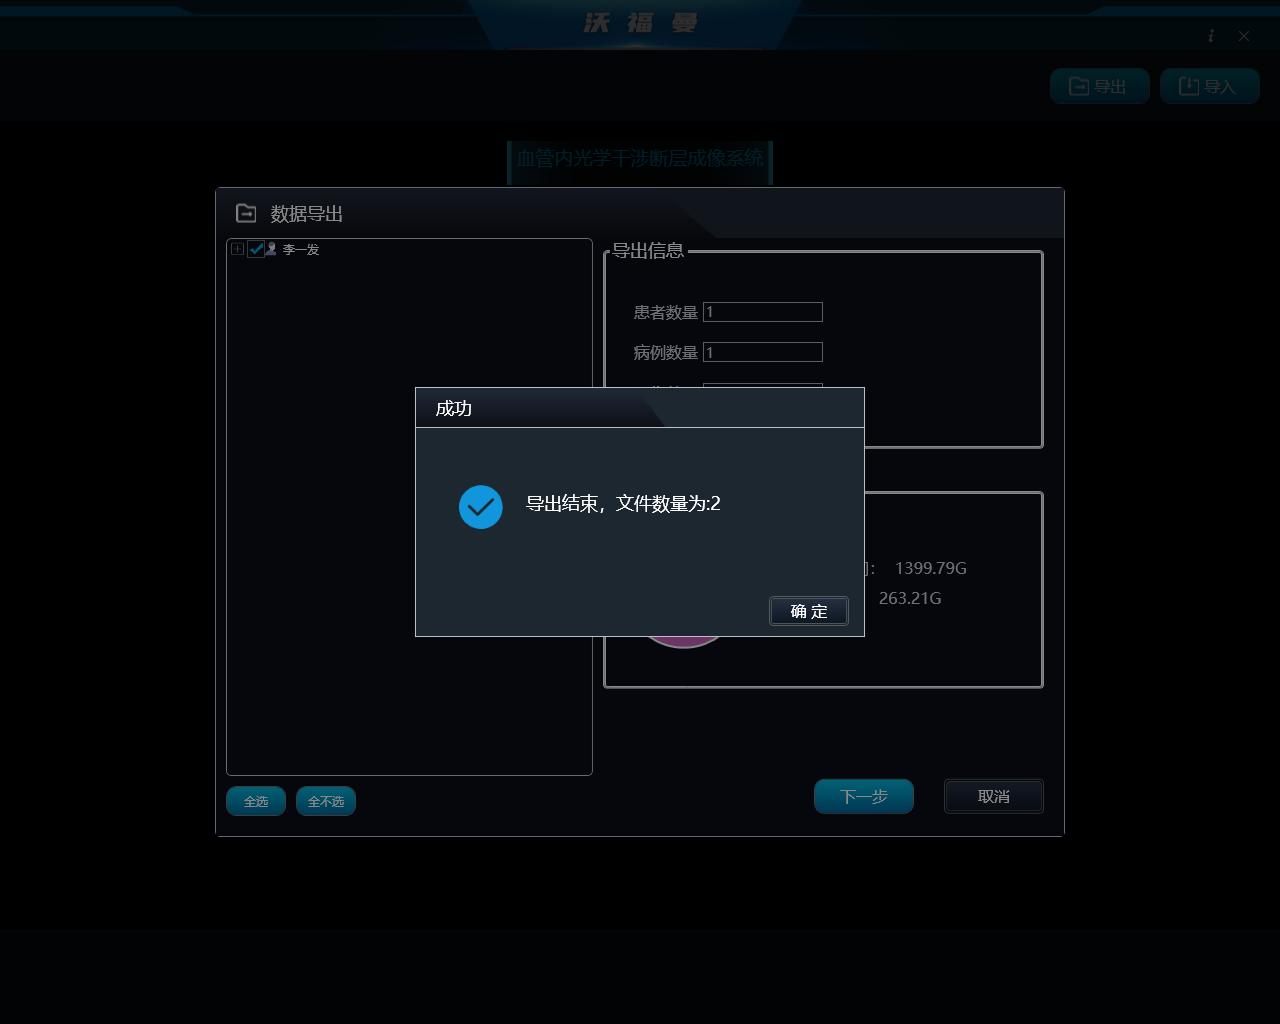 沃福曼
导出
导入
血管内光学干涉断层成像系统
数据导出
李一发
导出信息
患者数量 1
病例数量 1
成功
导出结束，文件数量为:2
确 定
1399.79G
263.21G
全选
全不选
下一步
取消